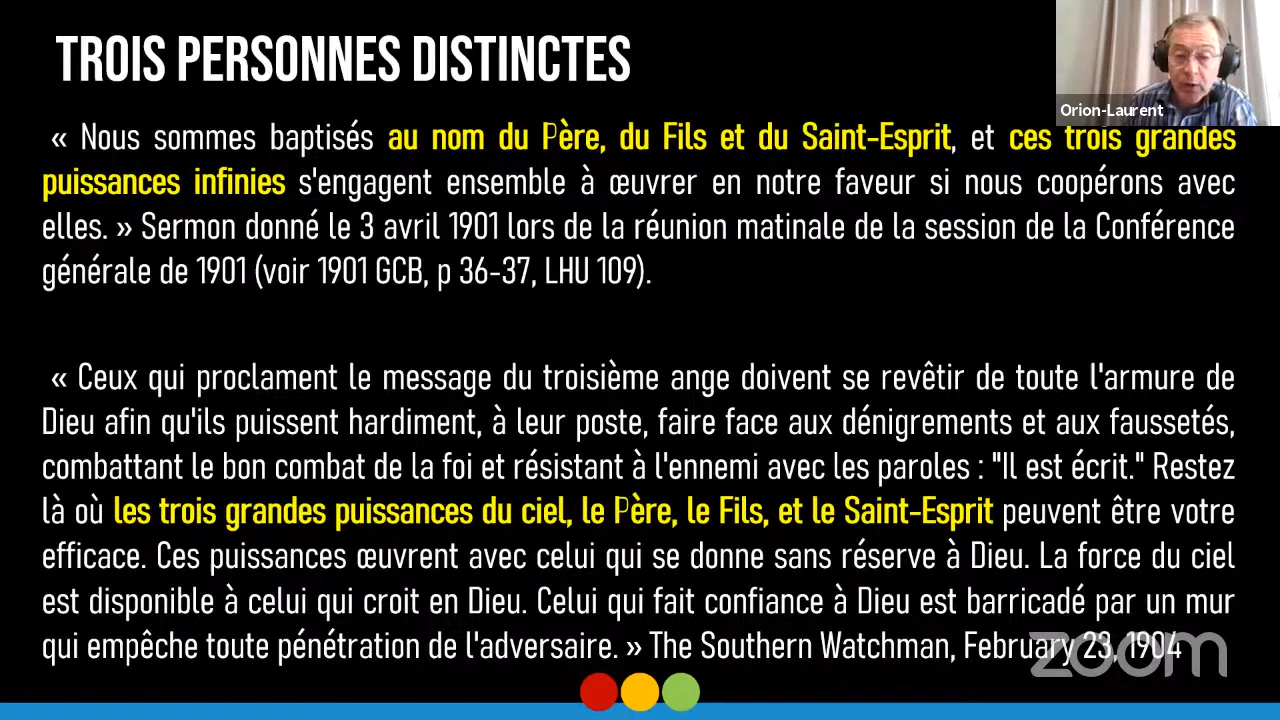 TROIS PERSONNES DISTINCTES
Orion-Laurent
« Nous sommes baptisés au nom du Père, du Fils et du Saint-Esprit, et ces trois grandes
puissances infinies s'engagent ensemble à œuvrer en notre faveur si nous coopérons avec
elles. » Sermon donné le 3 avril 1901 lors de la réunion matinale de la session de la Conférence
générale de 1901 (voir 1901 GCB, p 36-37, LHU 109).
« Ceux qui proclament le message du troisième ange doivent se revêtir de toute l'armure de
Dieu afin qu'ils puissent hardiment, à leur poste, faire face aux dénigrements et aux faussetés,
combattant le bon combat de la foi et résistant à l'ennemi avec les paroles : "Il est écrit." Restez
là où les trois grandes puissances du ciel, le Père, le Fils, et le Saint-Esprit peuvent être votre
efficace. Ces puissances œuvrent avec celui qui se donne sans réserve à Dieu. La force du ciel
est disponible à celui qui croit en Dieu. Celui qui fait confiance à Dieu est barricadé par un mur
qui empêche toute pénétration de l'adversaire. » The Southern Watchman, February 23, 1904
zoom